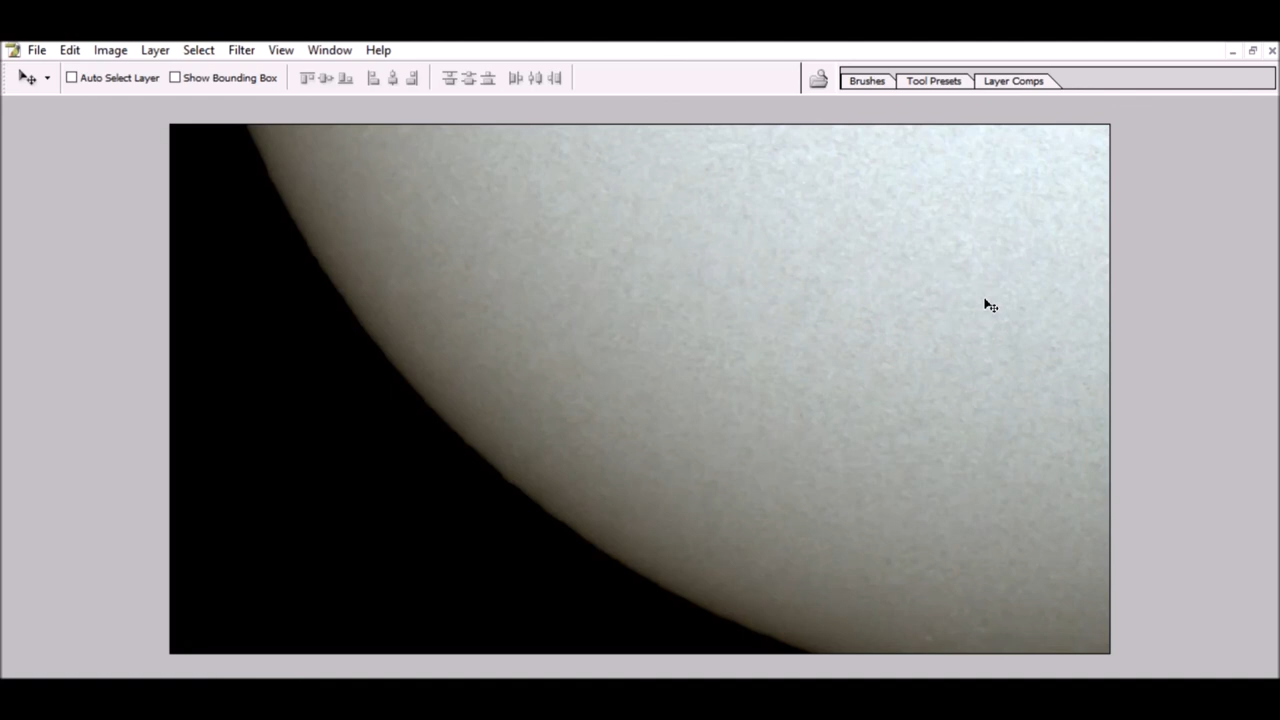 File Edit Image Layer Select Filter View Window Help
Auto Select Layer Show Bounding Box Brushes Tool Presets Layer Comps